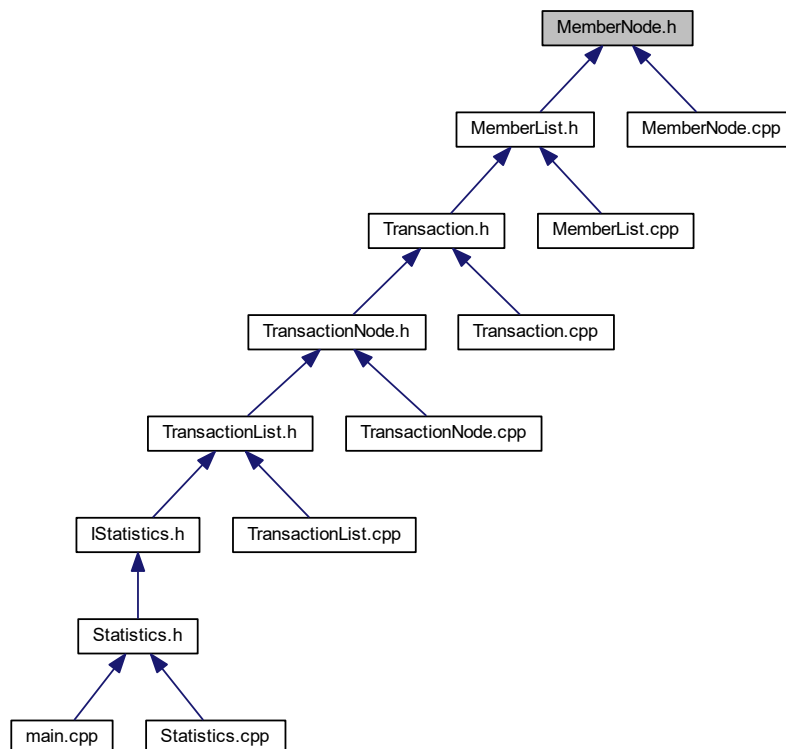 MemberNode.h
MemberList.h
MemberNode.cpp
Transaction.h
MemberList.cpp
TransactionNode.h
Transaction.cpp
TransactionList.h
TransactionNode.cpp
IStatistics.h
TransactionList.cpp
Statistics.h
main.cpp
Statistics.cpp